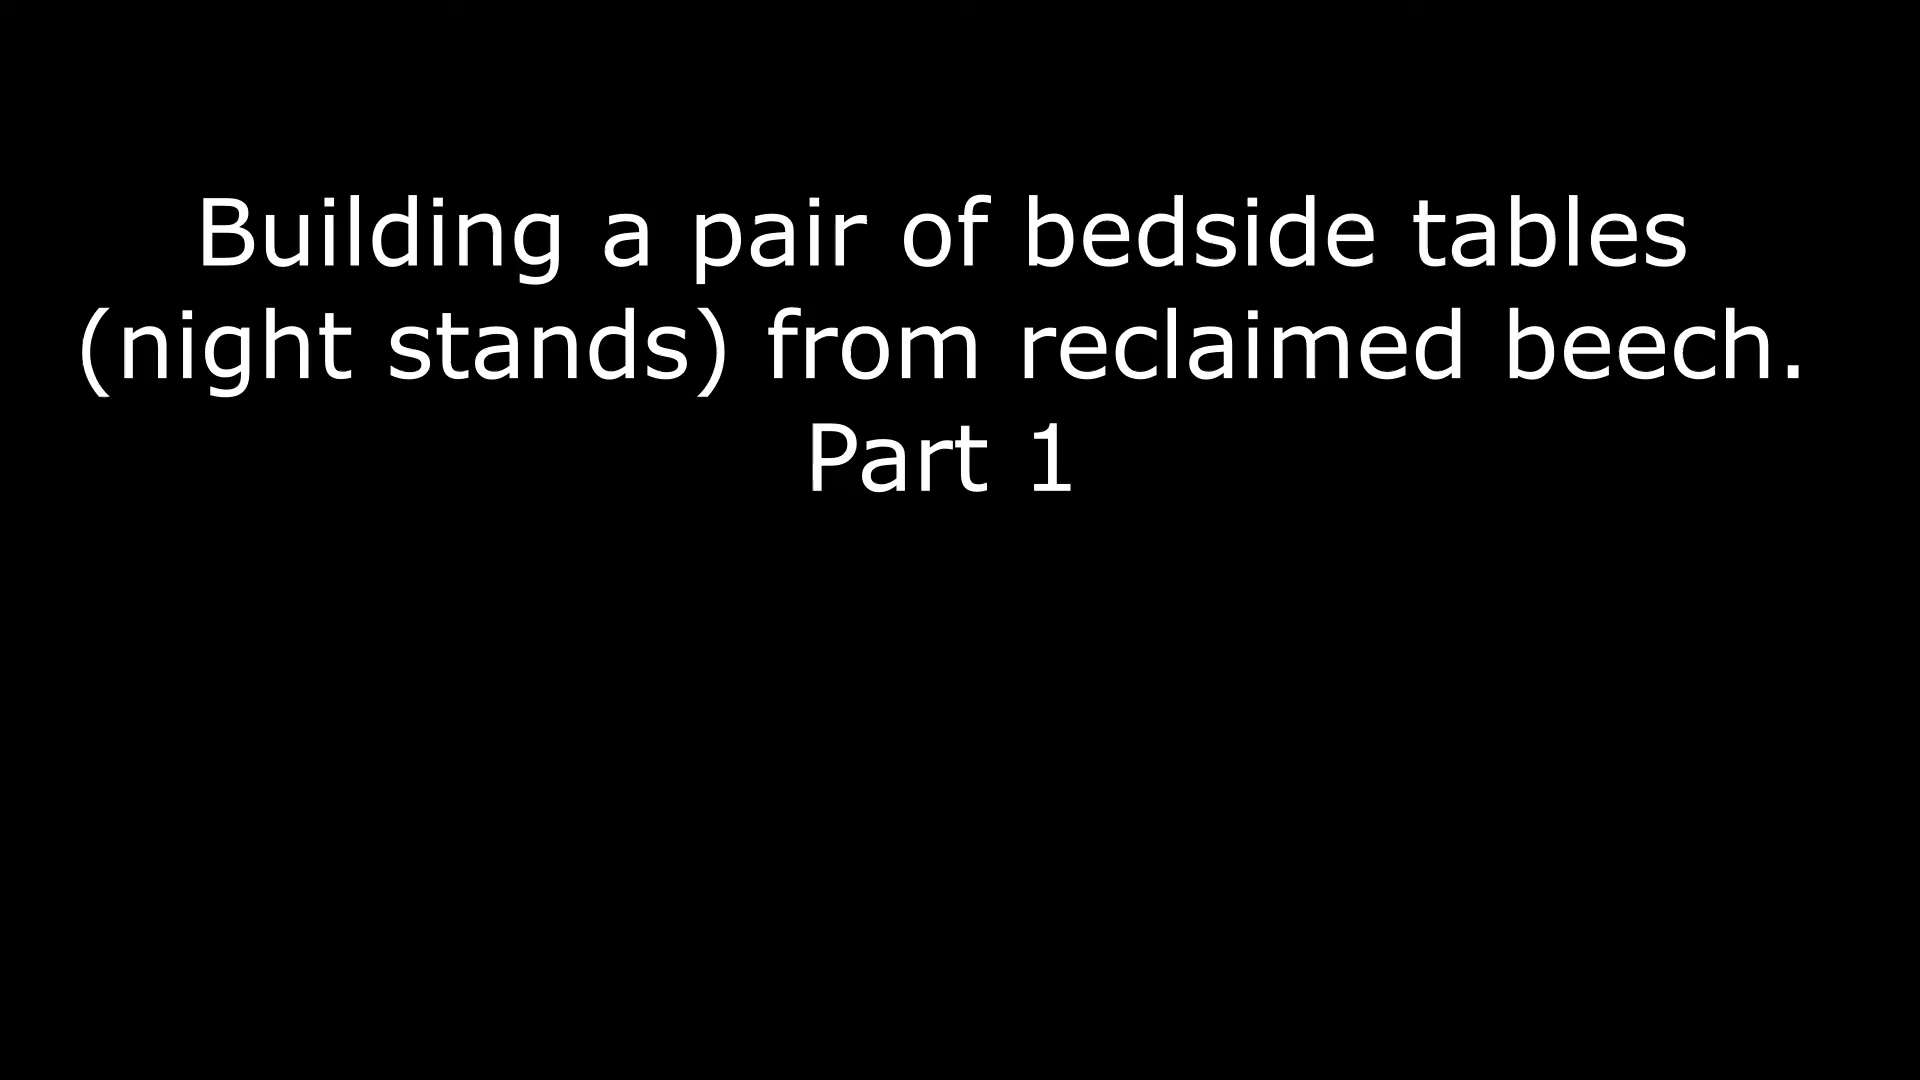 Building a pair of bedside tables
(night stands) from reclaimed beech.
Part 1